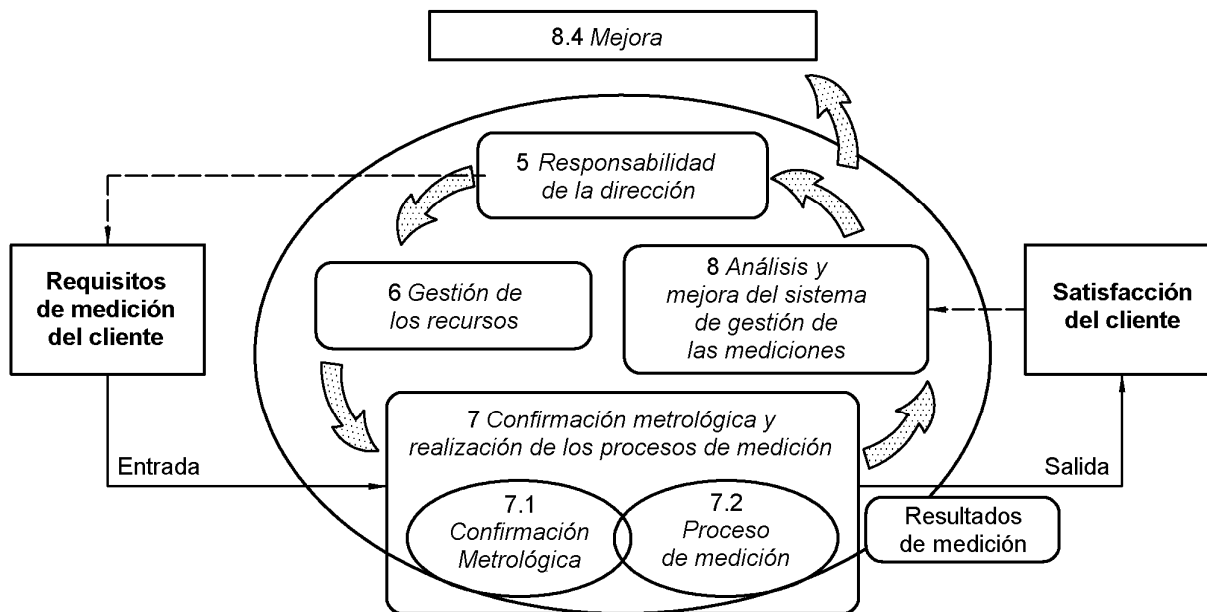 8.4 Mejora
5 Responsabilidad
de la dirección
Requisitos
de medición
del cliente
6 Gestión de
los recursos
8 Análisis y
mejora del sistema
de gestión de
las mediciones
Satisfacción
del cliente
7 Confirmación metrológica y
realización de los procesos de medición
Entrada
Salida
7.1
Confirmación
Metrológica
7.2
Proceso
de medición
Resultados
de medición